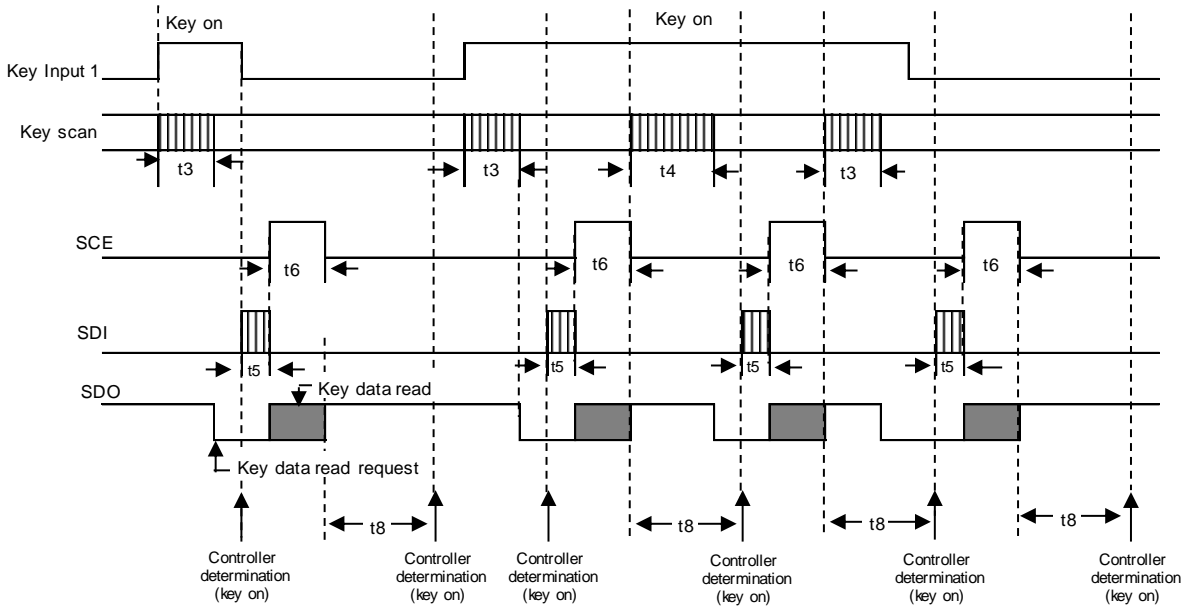 Key on
Key on
Key Input 1
Key scan
t3
t3
t4
t3
SCE
t6
t6
t6
t6
SDI
t5
t5
t5
t5
SDO
Key data read
Key data read request
t8
t8
t8
t8
Controller
determination
(key on)
Controller
determination
(key on)
Controller
determination
(key on)
Controller
determination
(key on)
Controller
determination
(key on)
Controller
determination
(key on)